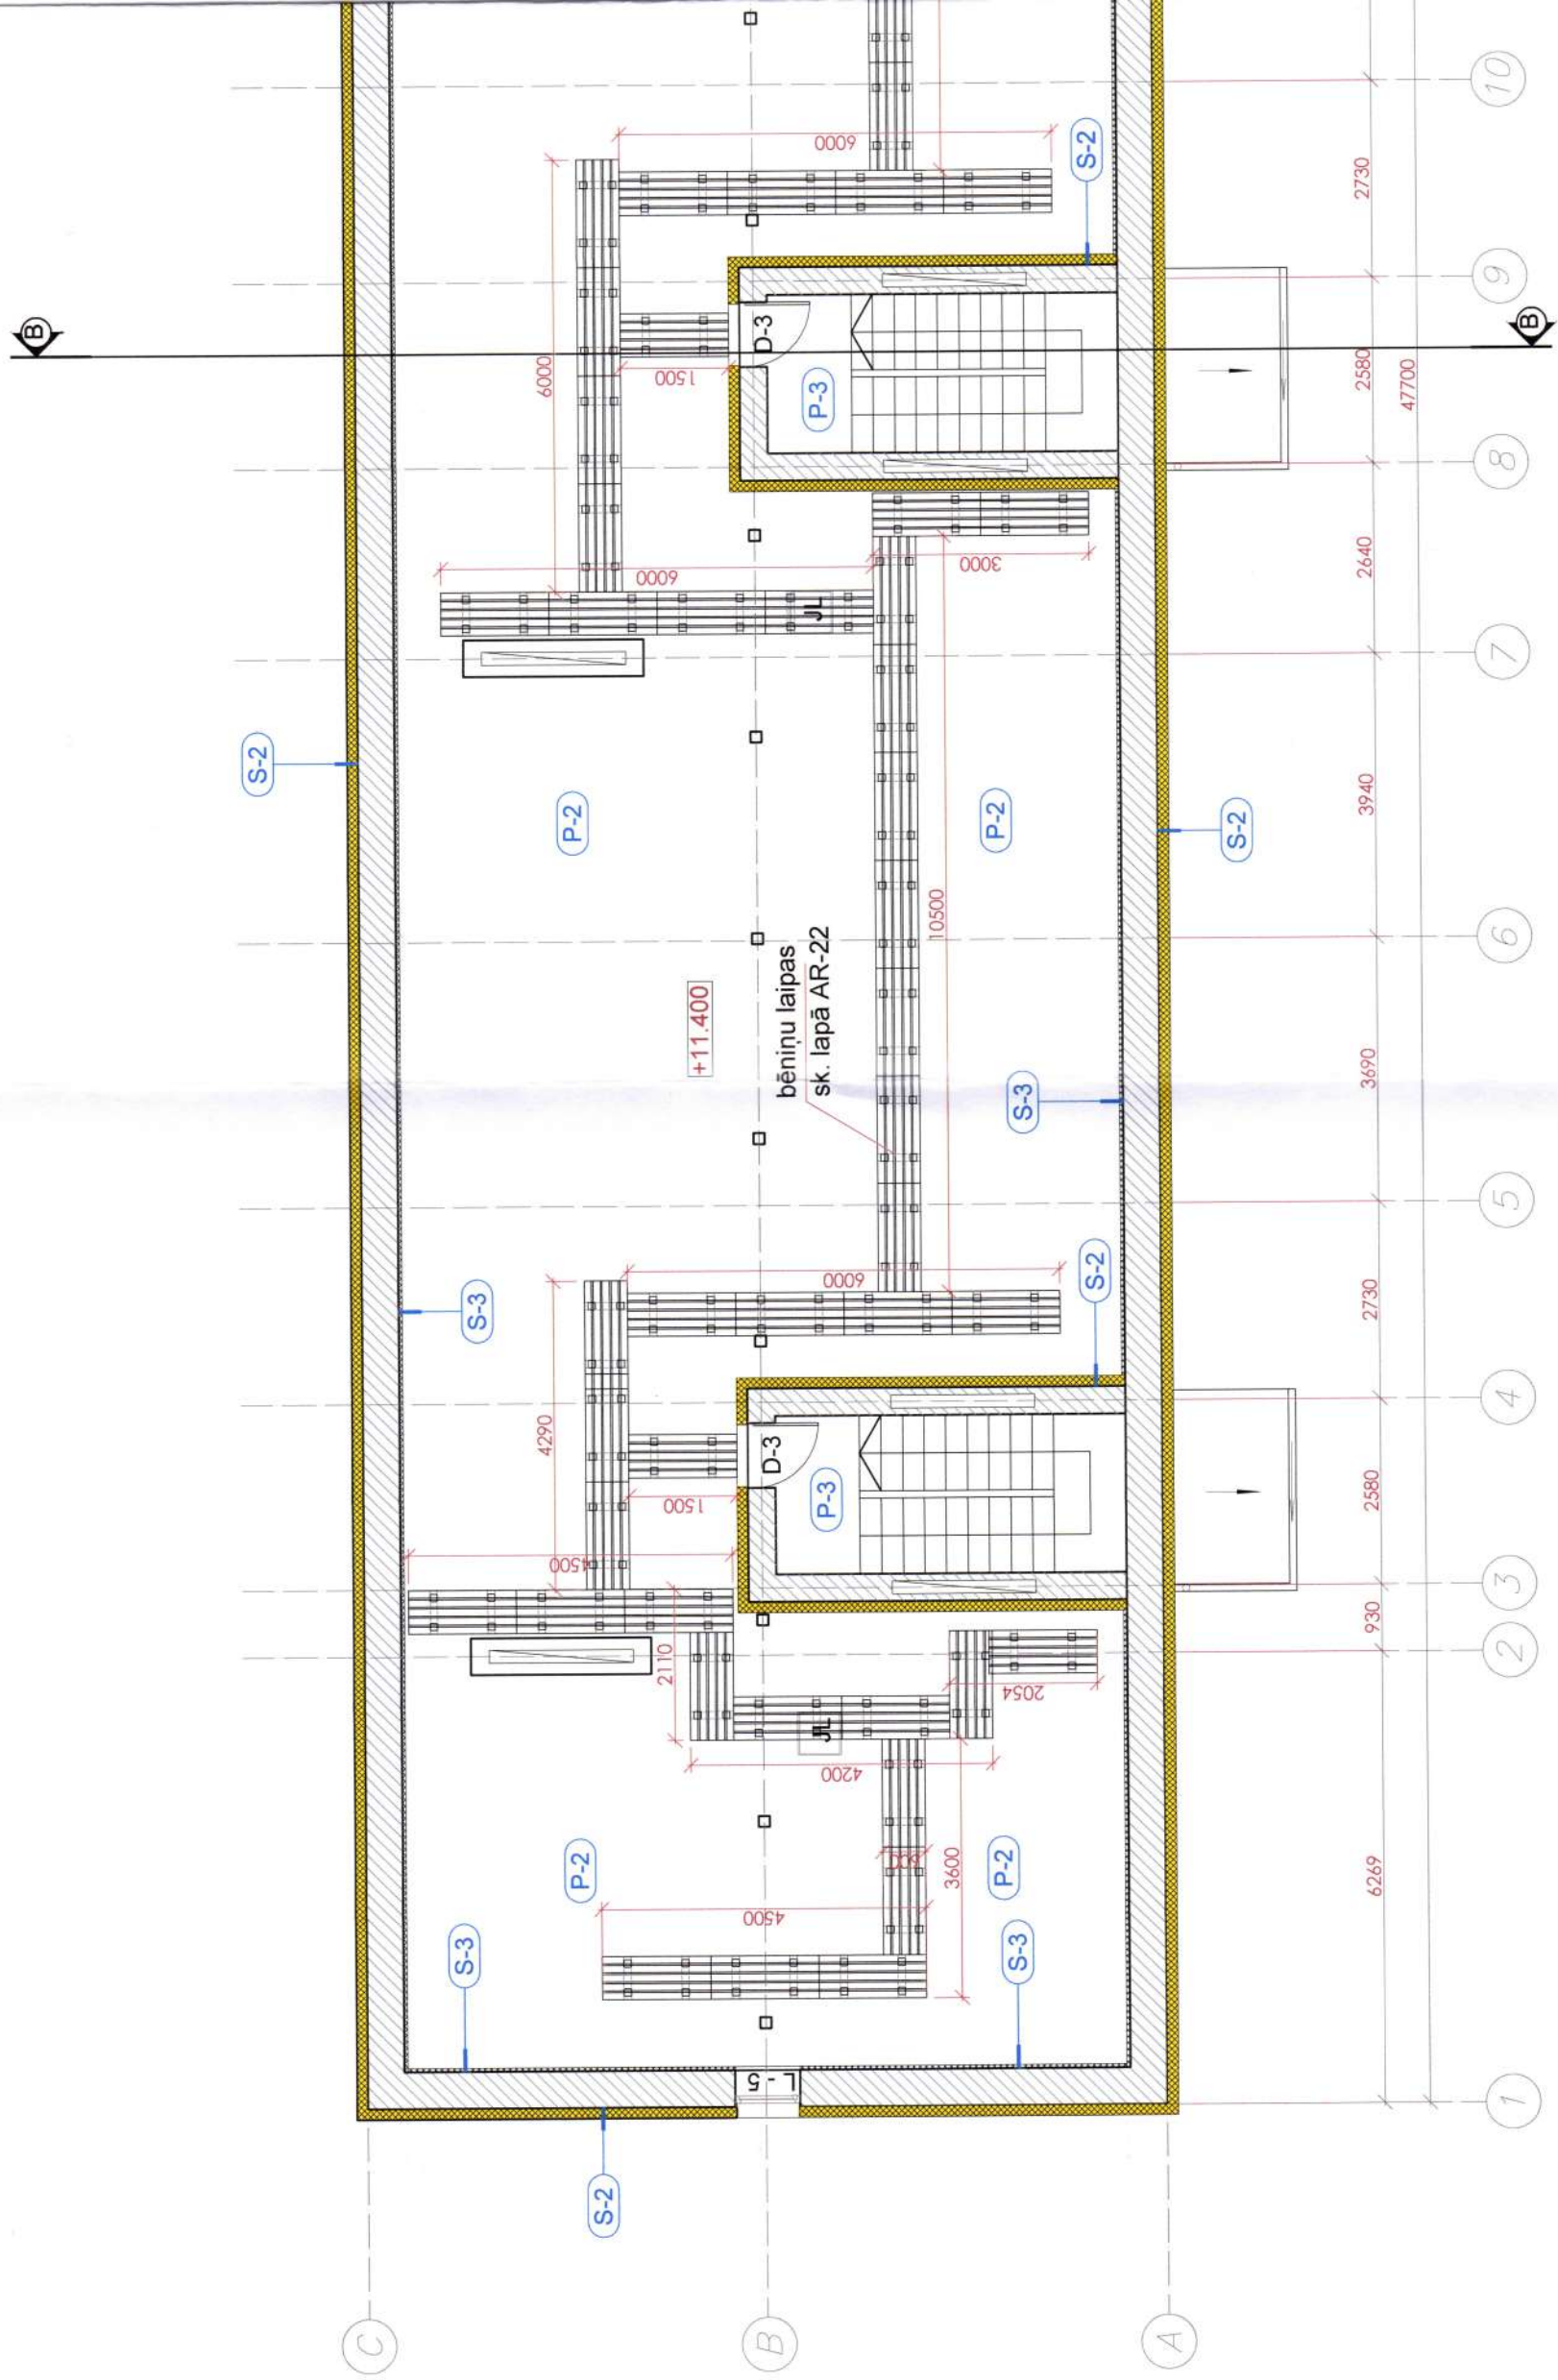 B
B
10
9
8
7
6
5
4
3
2
1
C
B
A
2730
2580
2640
3940
3690
2730
2580
930
6269
47700
6000
6000
1500
6000
3000
10500
6000
4290
1500
4500
2110
2054
4200
3600
600
4500
S-2
S-2
S-2
S-2
S-2
S-3
S-3
S-3
S-3
P-2
P-2
P-2
P-2
P-3
P-3
D-3
D-3
JL
JL
L-5
+11.400
bēniņu laipas
sk. lapā AR-22